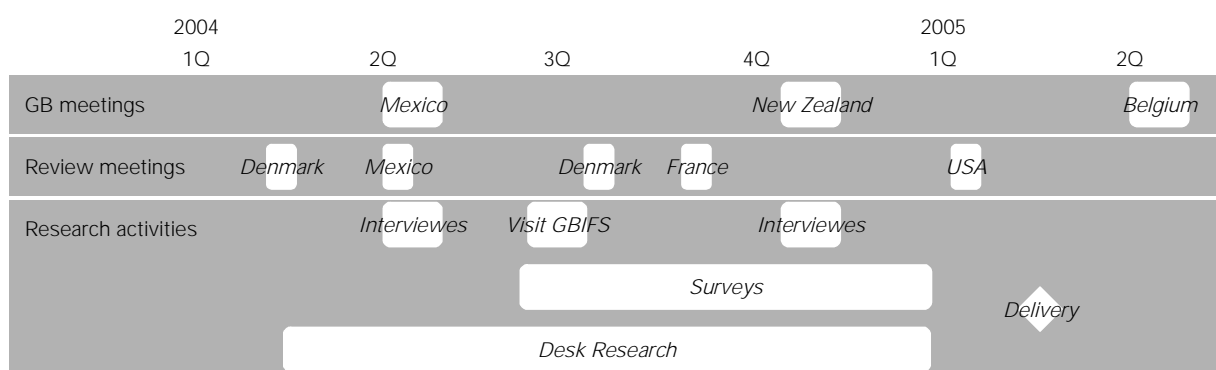 2004 2005
1Q 2Q 3Q 4Q 1Q 2Q
GB meetings Mexico New Zealand Belgium
Review meetings Denmark Mexico Denmark France USA
Research activities Interviewes Visit GBIFS Interviewes
Surveys
Delivery
Desk Research